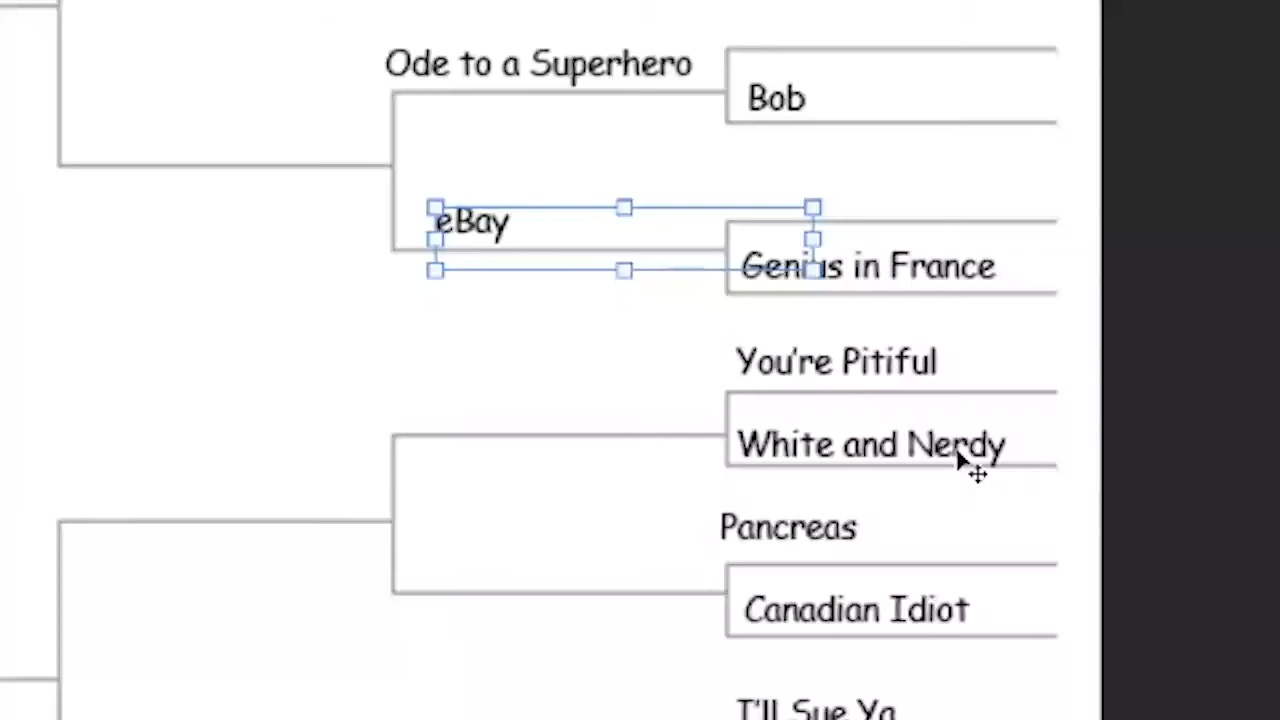 Ode to a Superhero
Bob
eBay
Genius in France
You're Pitiful
White and Nerdy
Pancreas
Canadian Idiot
I'll Sue Ya